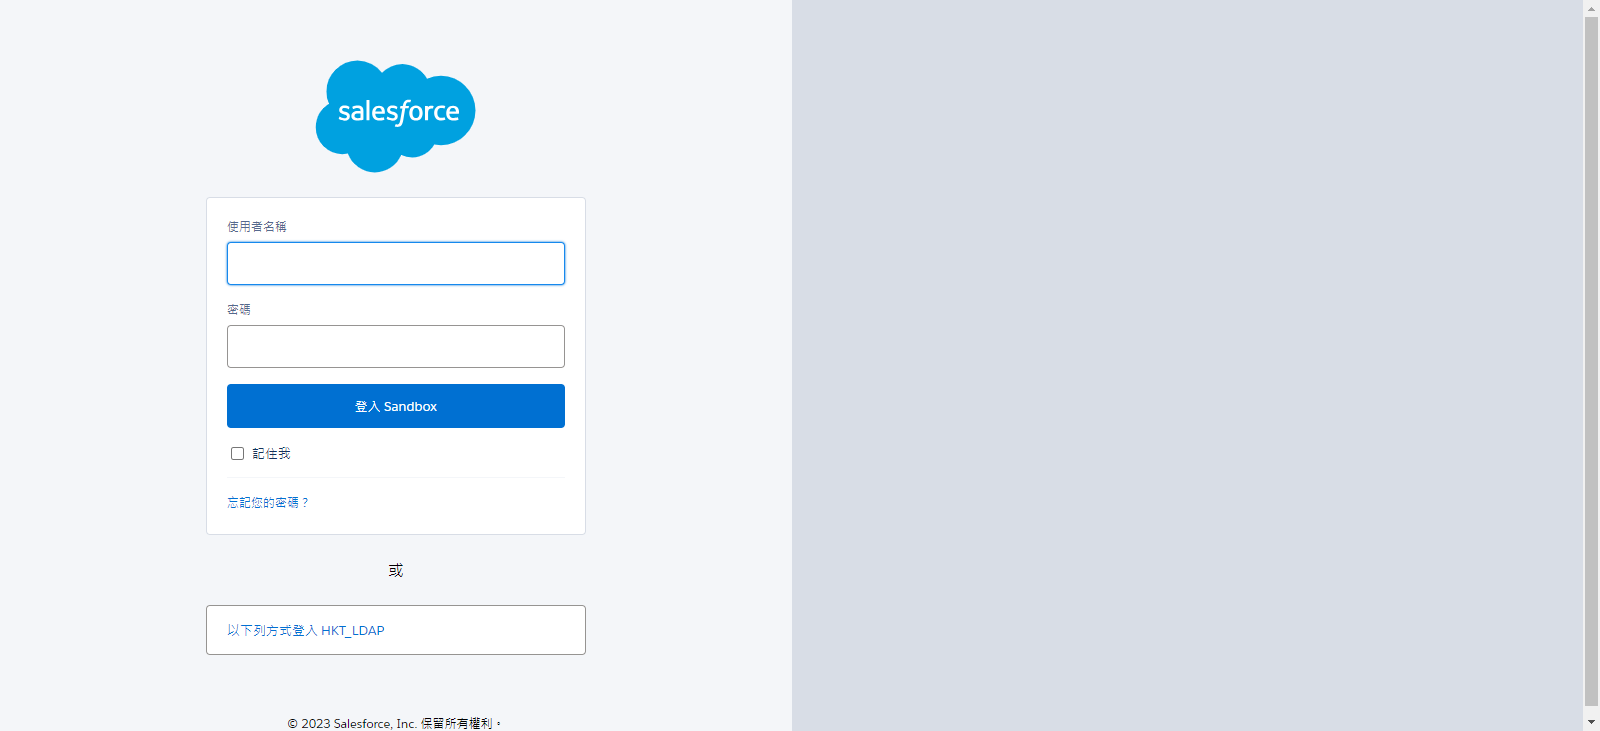 salesforce
使用者名稱
密碼
登入 Sandbox
記住我
忘記您的密碼？
或
以下列方式登入 HKT_LDAP
© 2023 Salesforce, Inc. 保留所有權利。